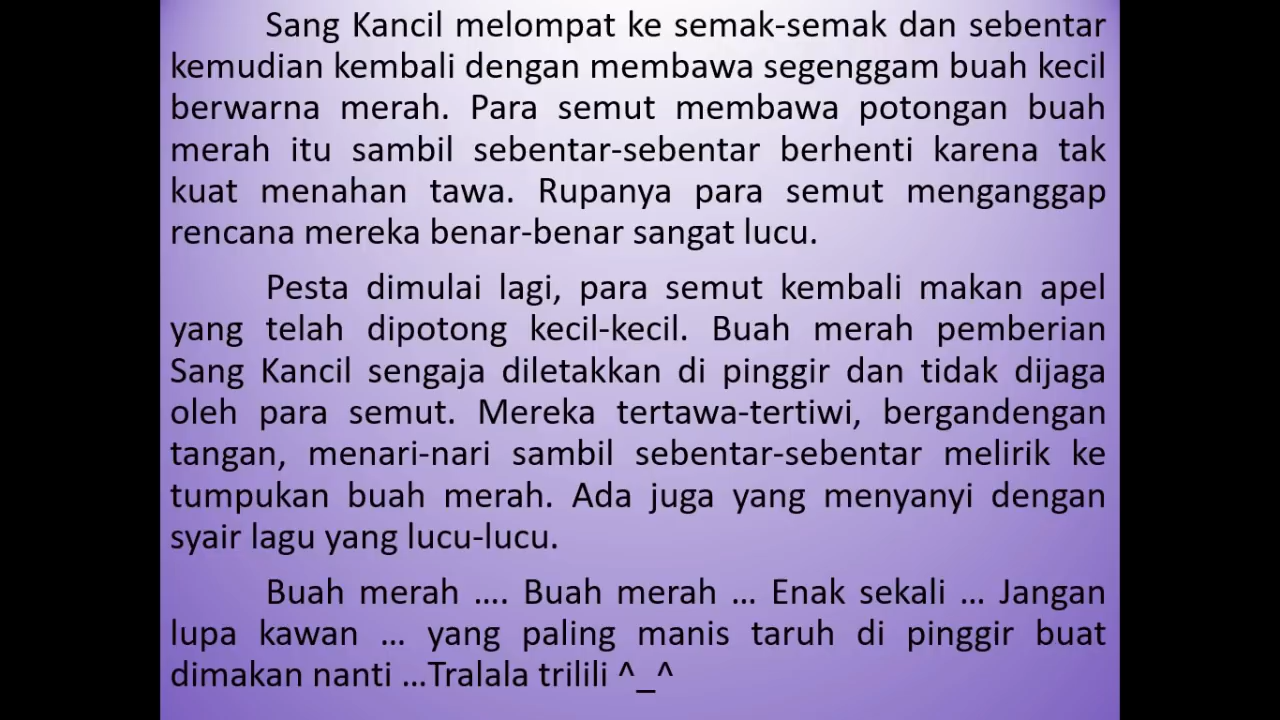 Sang Kancil melompat ke semak-semak dan sebentar
kemudian kembali dengan membawa segenggam buah kecil
berwarna merah. Para semut membawa potongan buah
merah itu sambil sebentar-sebentar berhenti karena tak
kuat menahan tawa. Rupanya para semut menganggap
rencana mereka benar-benar sangat lucu.
Pesta dimulai lagi, para semut kembali makan apel
yang telah dipotong kecil-kecil. Buah merah pemberian
Sang Kancil sengaja diletakkan di pinggir dan tidak dijaga
oleh para semut. Mereka tertawa-tertiwi, bergandengan
tangan, menari-nari sambil sebentar-sebentar melirik ke
tumpukan buah merah. Ada juga yang menyanyi dengan
syair lagu yang lucu-lucu.
Buah merah .... Buah merah ... Enak sekali ... Jangan
lupa kawan ... yang paling manis taruh di pinggir buat
dimakan nanti ...Tralala trilili ^_^